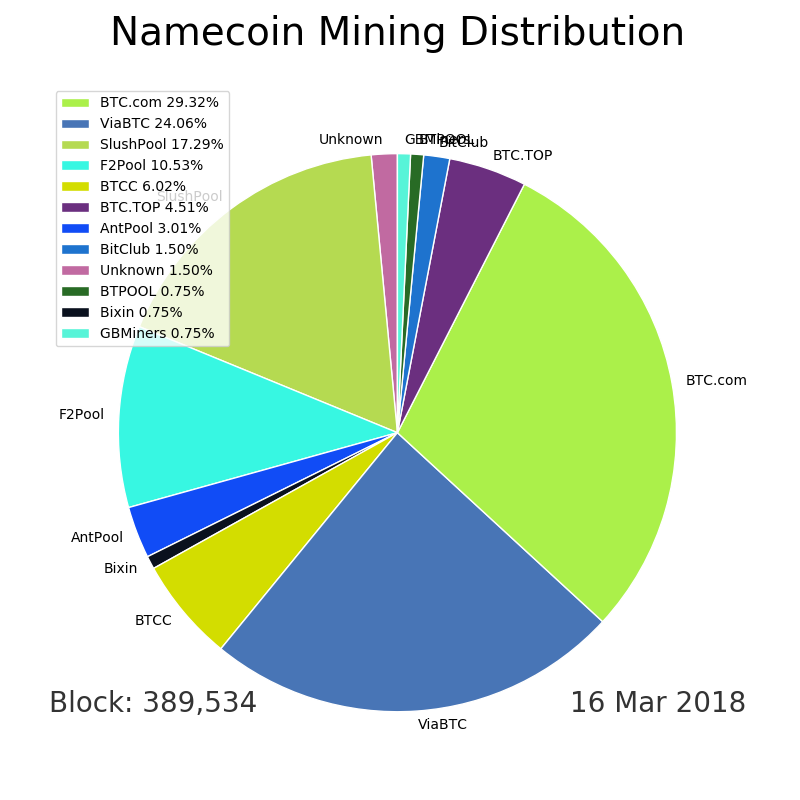 Namecoin Mining Distribution
BTC.com 29.32%
ViaBTC 24.06%
SlushPool 17.29%
F2Pool 10.53%
BTCC 6.02%
BTC.TOP 4.51%
AntPool 3.01%
BitClub 1.50%
Unknown 1.50%
BTPOOL 0.75%
Bixin 0.75%
GBMiners 0.75%
Unknown
GBMiners
BTPOOL
BitClub
BTC.TOP
SlushPool
BTC.com
F2Pool
AntPool
Bixin
BTCC
ViaBTC
Block: 389,534
16 Mar 2018